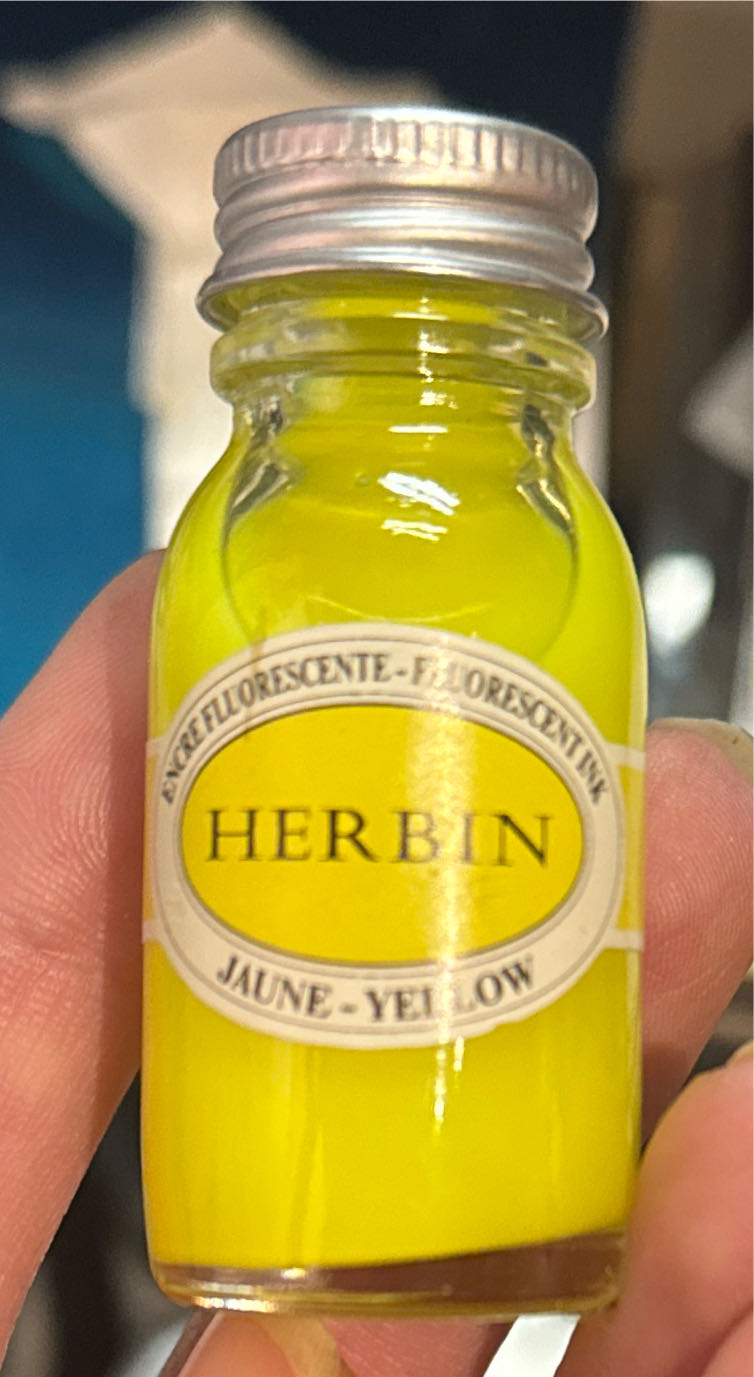 ENCRE FLUORESCENTE - FLUORESCENT INK
HERBIN
JAUNE - YELLOW